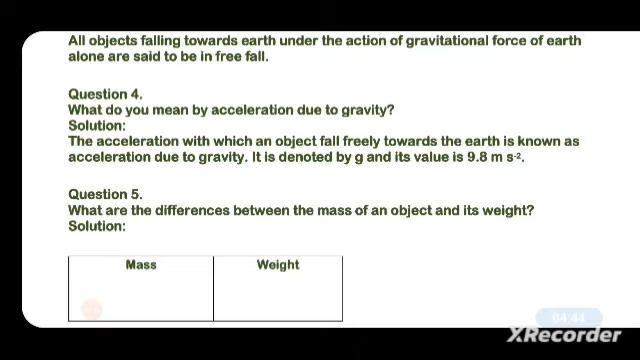 All objects falling towards earth under the action of gravitational force of earth
alone are said to be in free fall.
Question 4.
What do you mean by acceleration due to gravity?
Solution:
The acceleration with which an object fall freely towards the earth is known as
acceleration due to gravity. It is denoted by g and its value is 9.8 m s⁻².
Question 5.
What are the differences between the mass of an object and its weight?
Solution:
Mass Weight
04:44
XRecorder